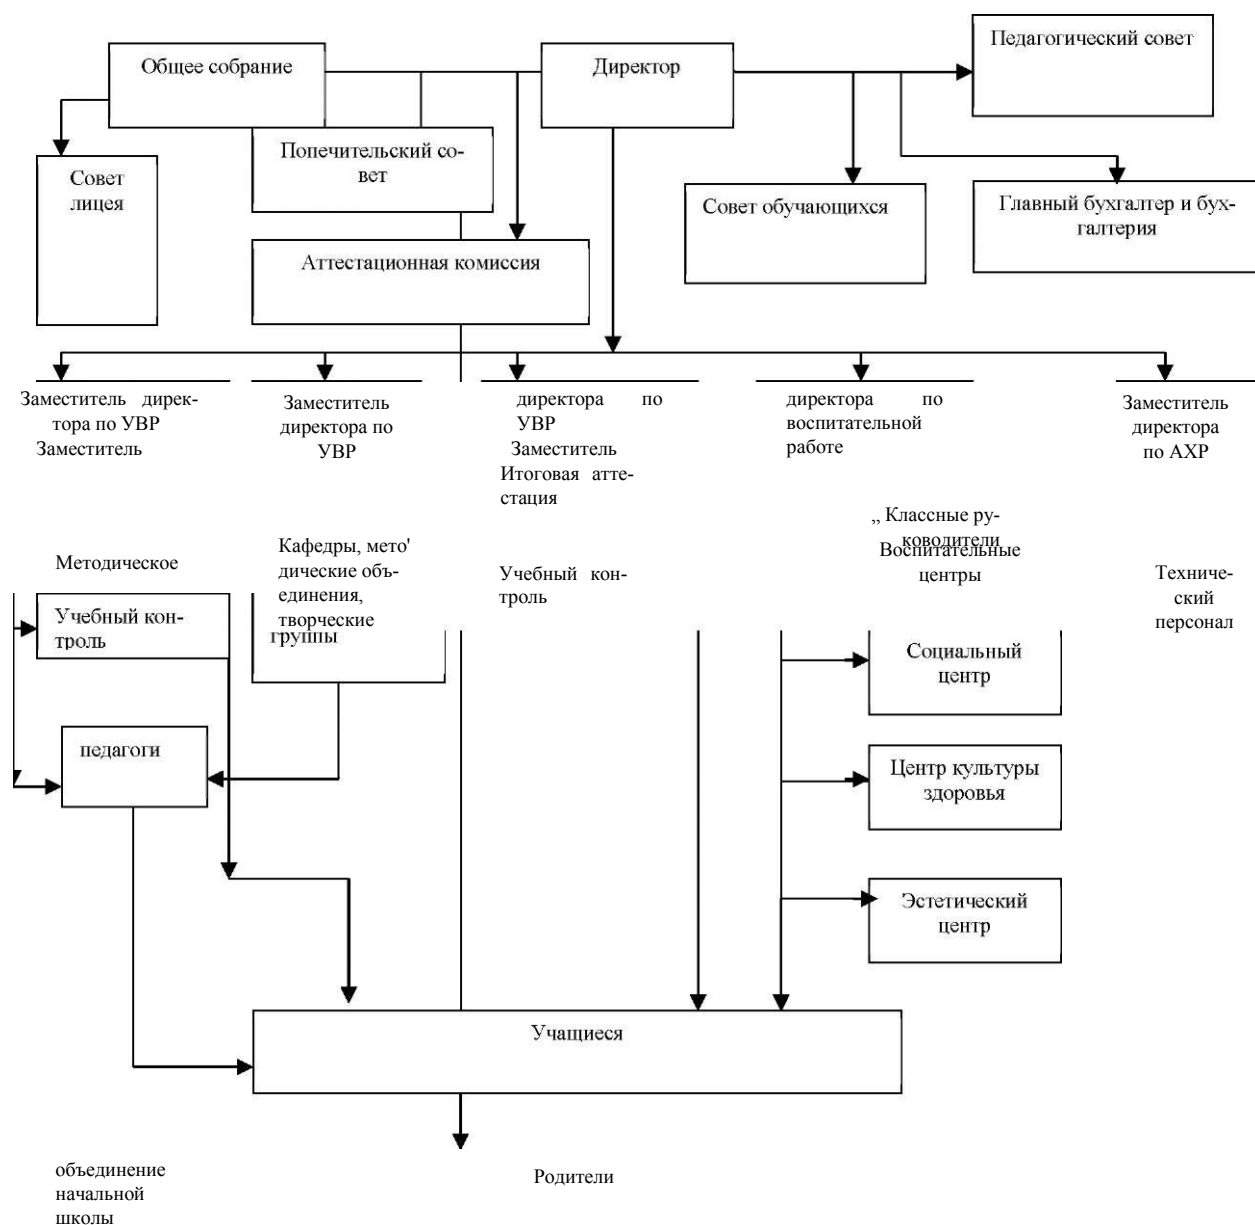 Общее собрание
Директор
Педагогический совет
Совет
лицея
Попечительский со-
вет
Совет обучающихся
Главный бухгалтер и бух-
галтерия
Аттестационная комиссия
Заместитель дирек-
тора по УВР
Заместитель
Заместитель
директора по
УВР
директора по
УВР
Заместитель
Итоговая атте-
стация
директора по
воспитательной
работе
Заместитель
директора
по АХР
Методическое
Кафедры, мето'
дические объ-
единения,
творческие
группы
Учебный кон-
троль
„ Классные ру-
ководители
Воспитательные
центры
Техниче-
ский
персонал
Учебный кон-
троль
Социальный
центр
педагоги
Центр культуры
здоровья
Эстетический
центр
Учащиеся
объединение
начальной
школы
Родители